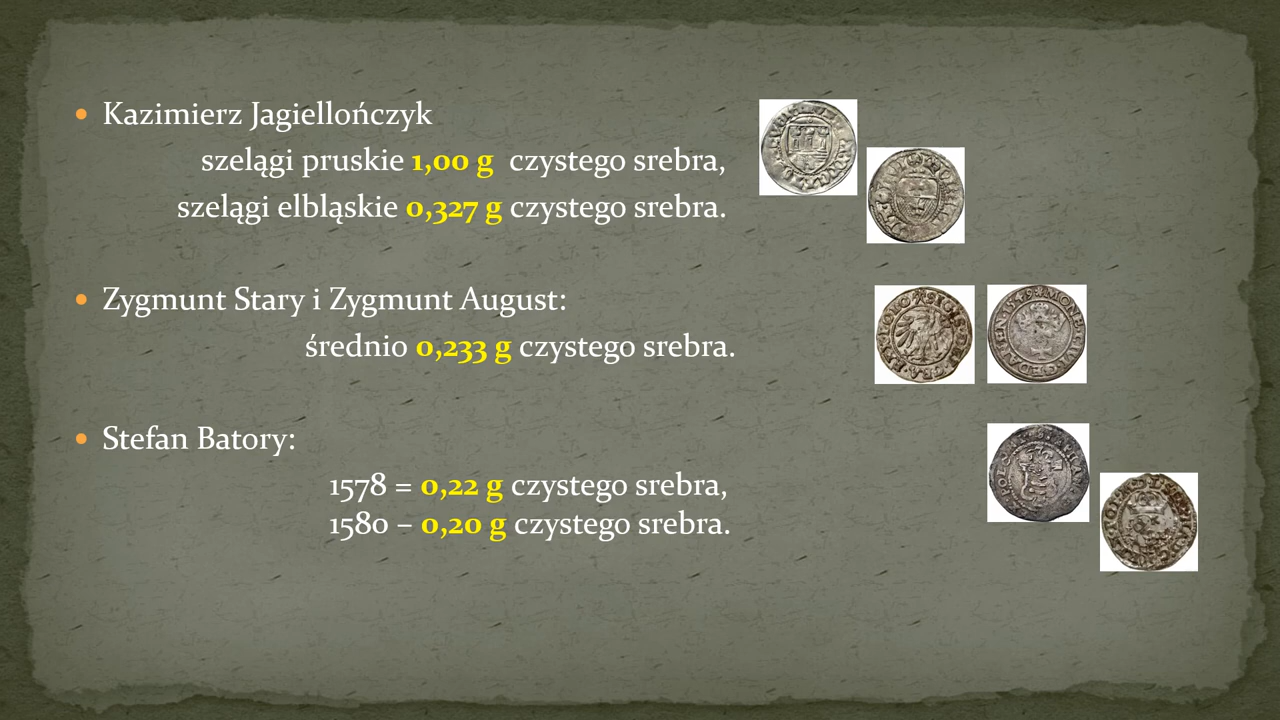 • Kazimierz Jagiellończyk
szelągi pruskie 1,00 g czystego srebra,
szelągi elbląskie 0,327 g czystego srebra.
• Zygmunt Stary i Zygmunt August:
średnio 0,233 g czystego srebra.
• Stefan Batory:
1578 = 0,22 g czystego srebra,
1580 – 0,20 g czystego srebra.